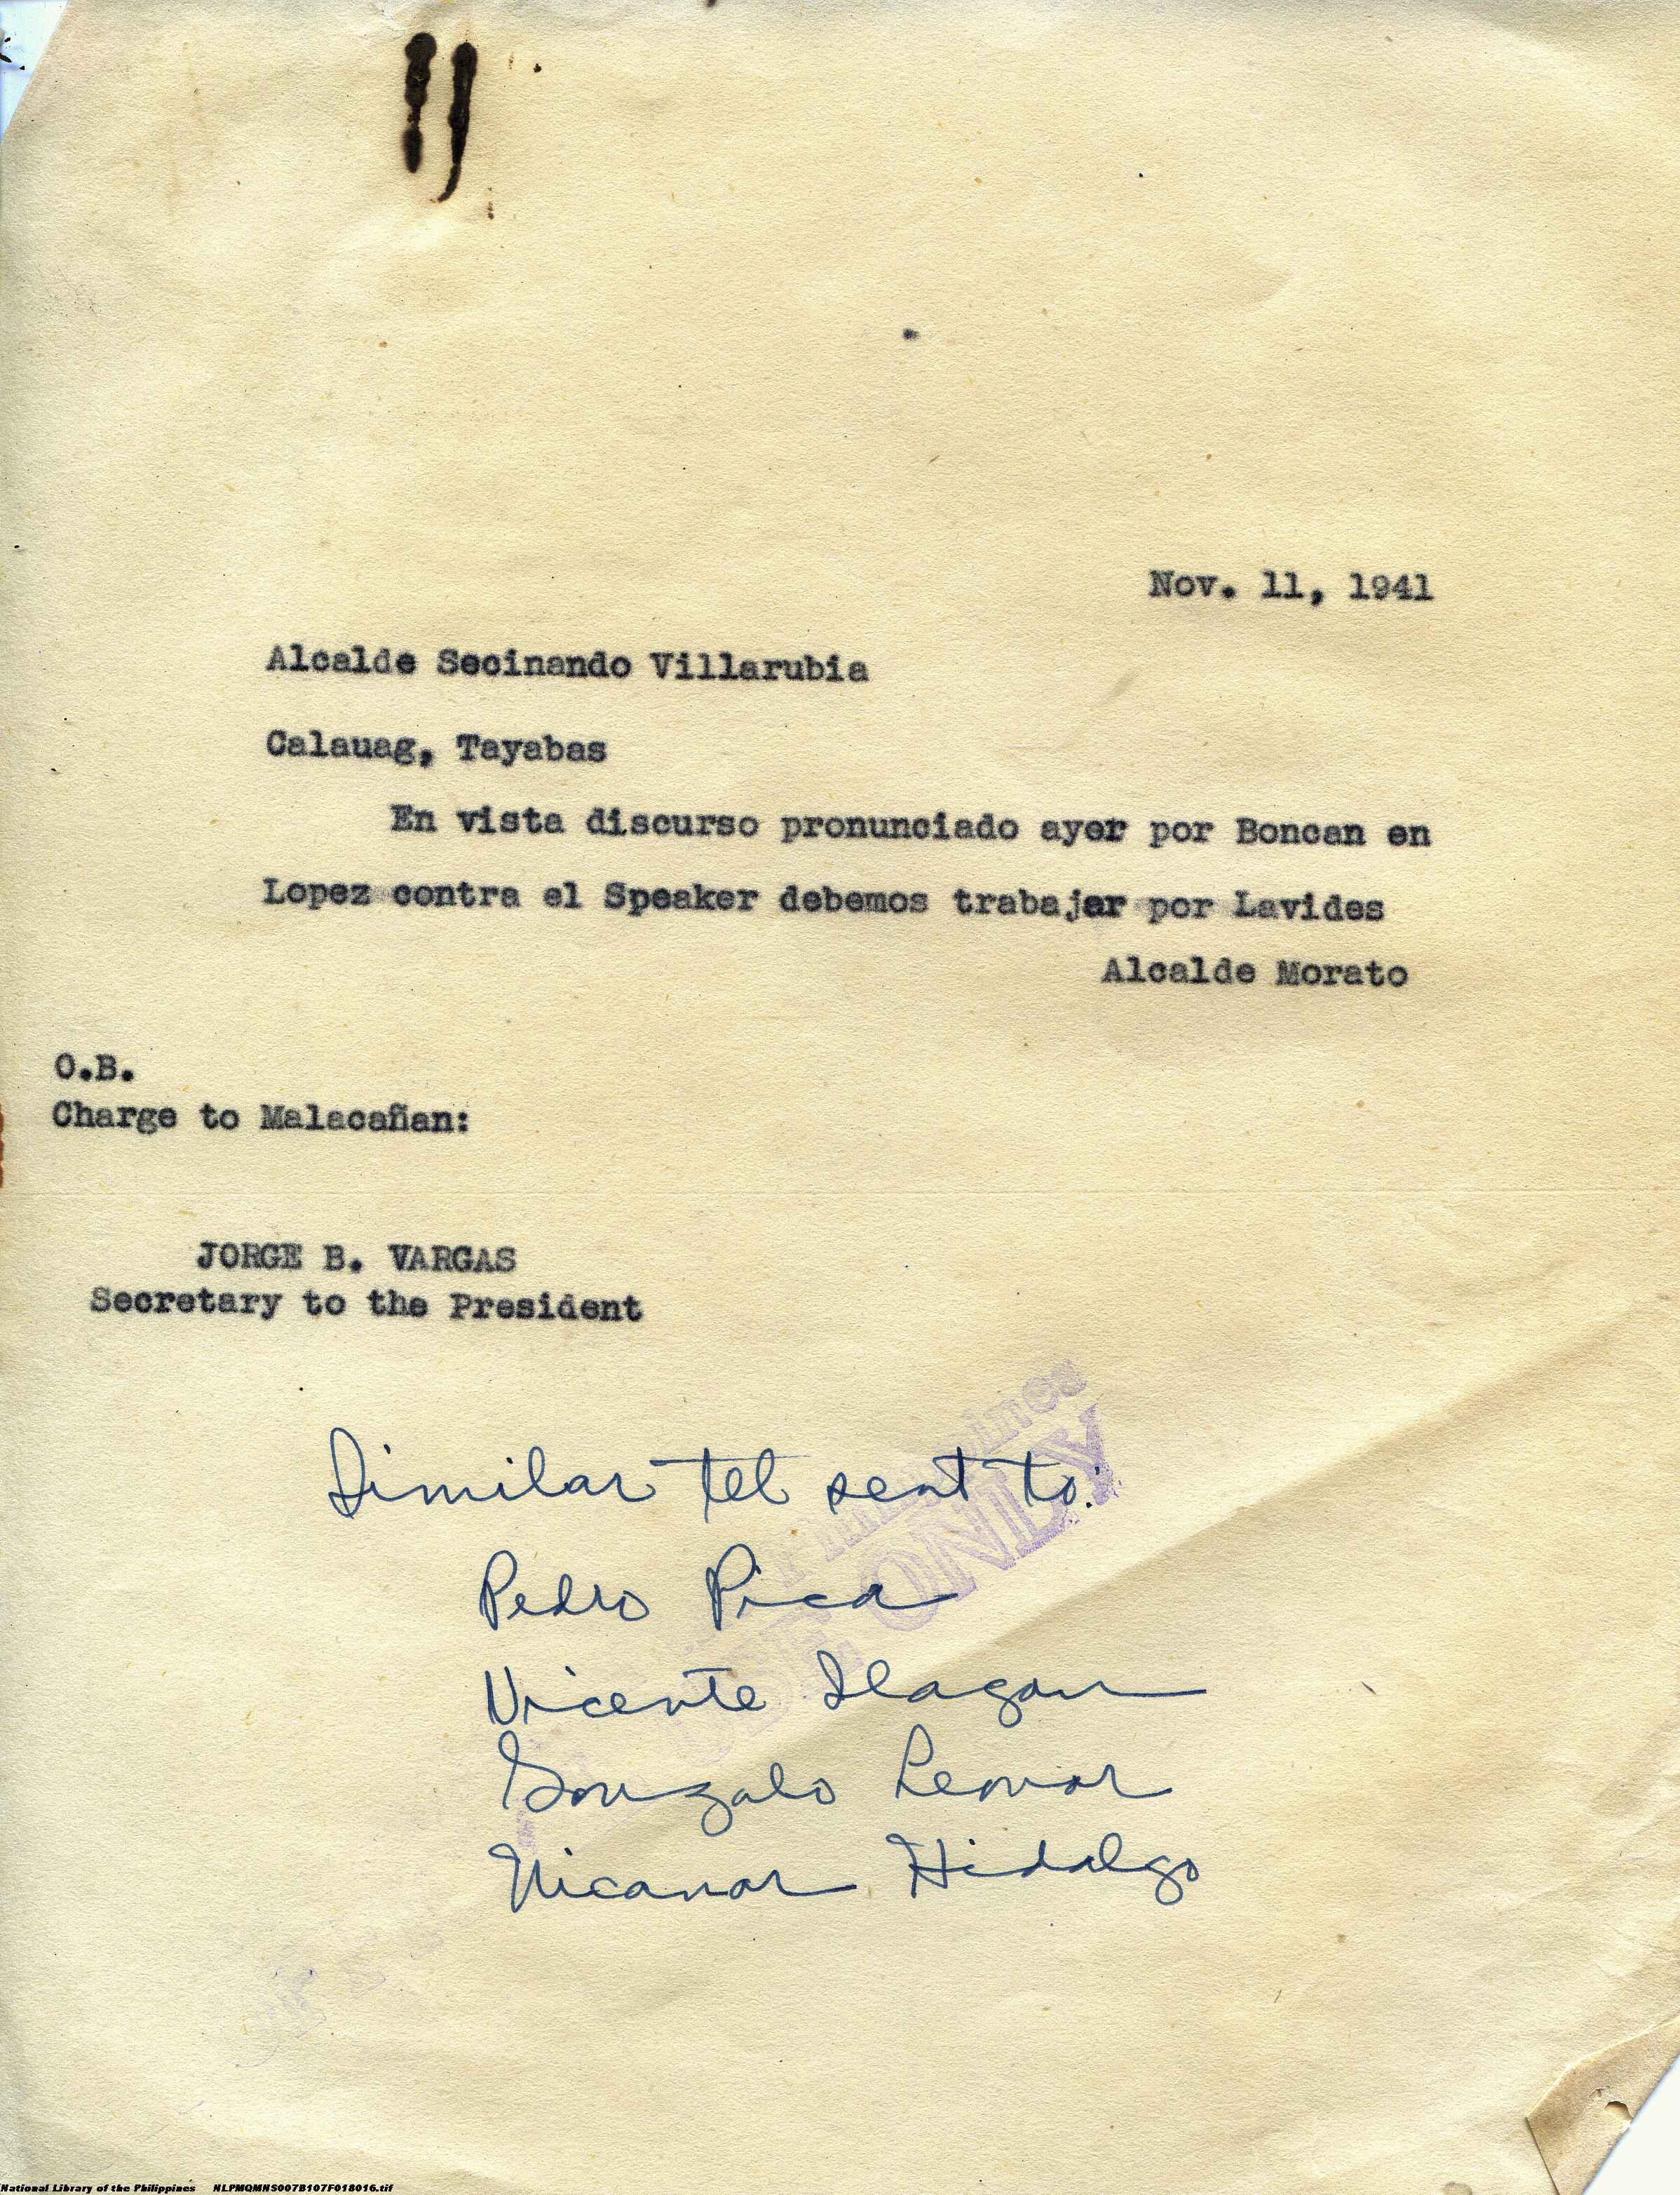 Nov. 11, 1941
Alcalde Secinando Villarubia
Calauag, Tayabas
En vista discurso pronunciado ayer por Boncan en
Lopez contra el Speaker debemos trabajar por Lavides
Alcalde Morato
O.B.
Charge to Malacañan:
JORGE B. VARGAS
Secretary to the President
Similar tel sent to:
Pedro Pica
Vicente Ilagan
Gonzalo
Nicanor Hidalgo
USE ONLY
National Library of the Philippines NLPMQMNS007B107F018016.tif